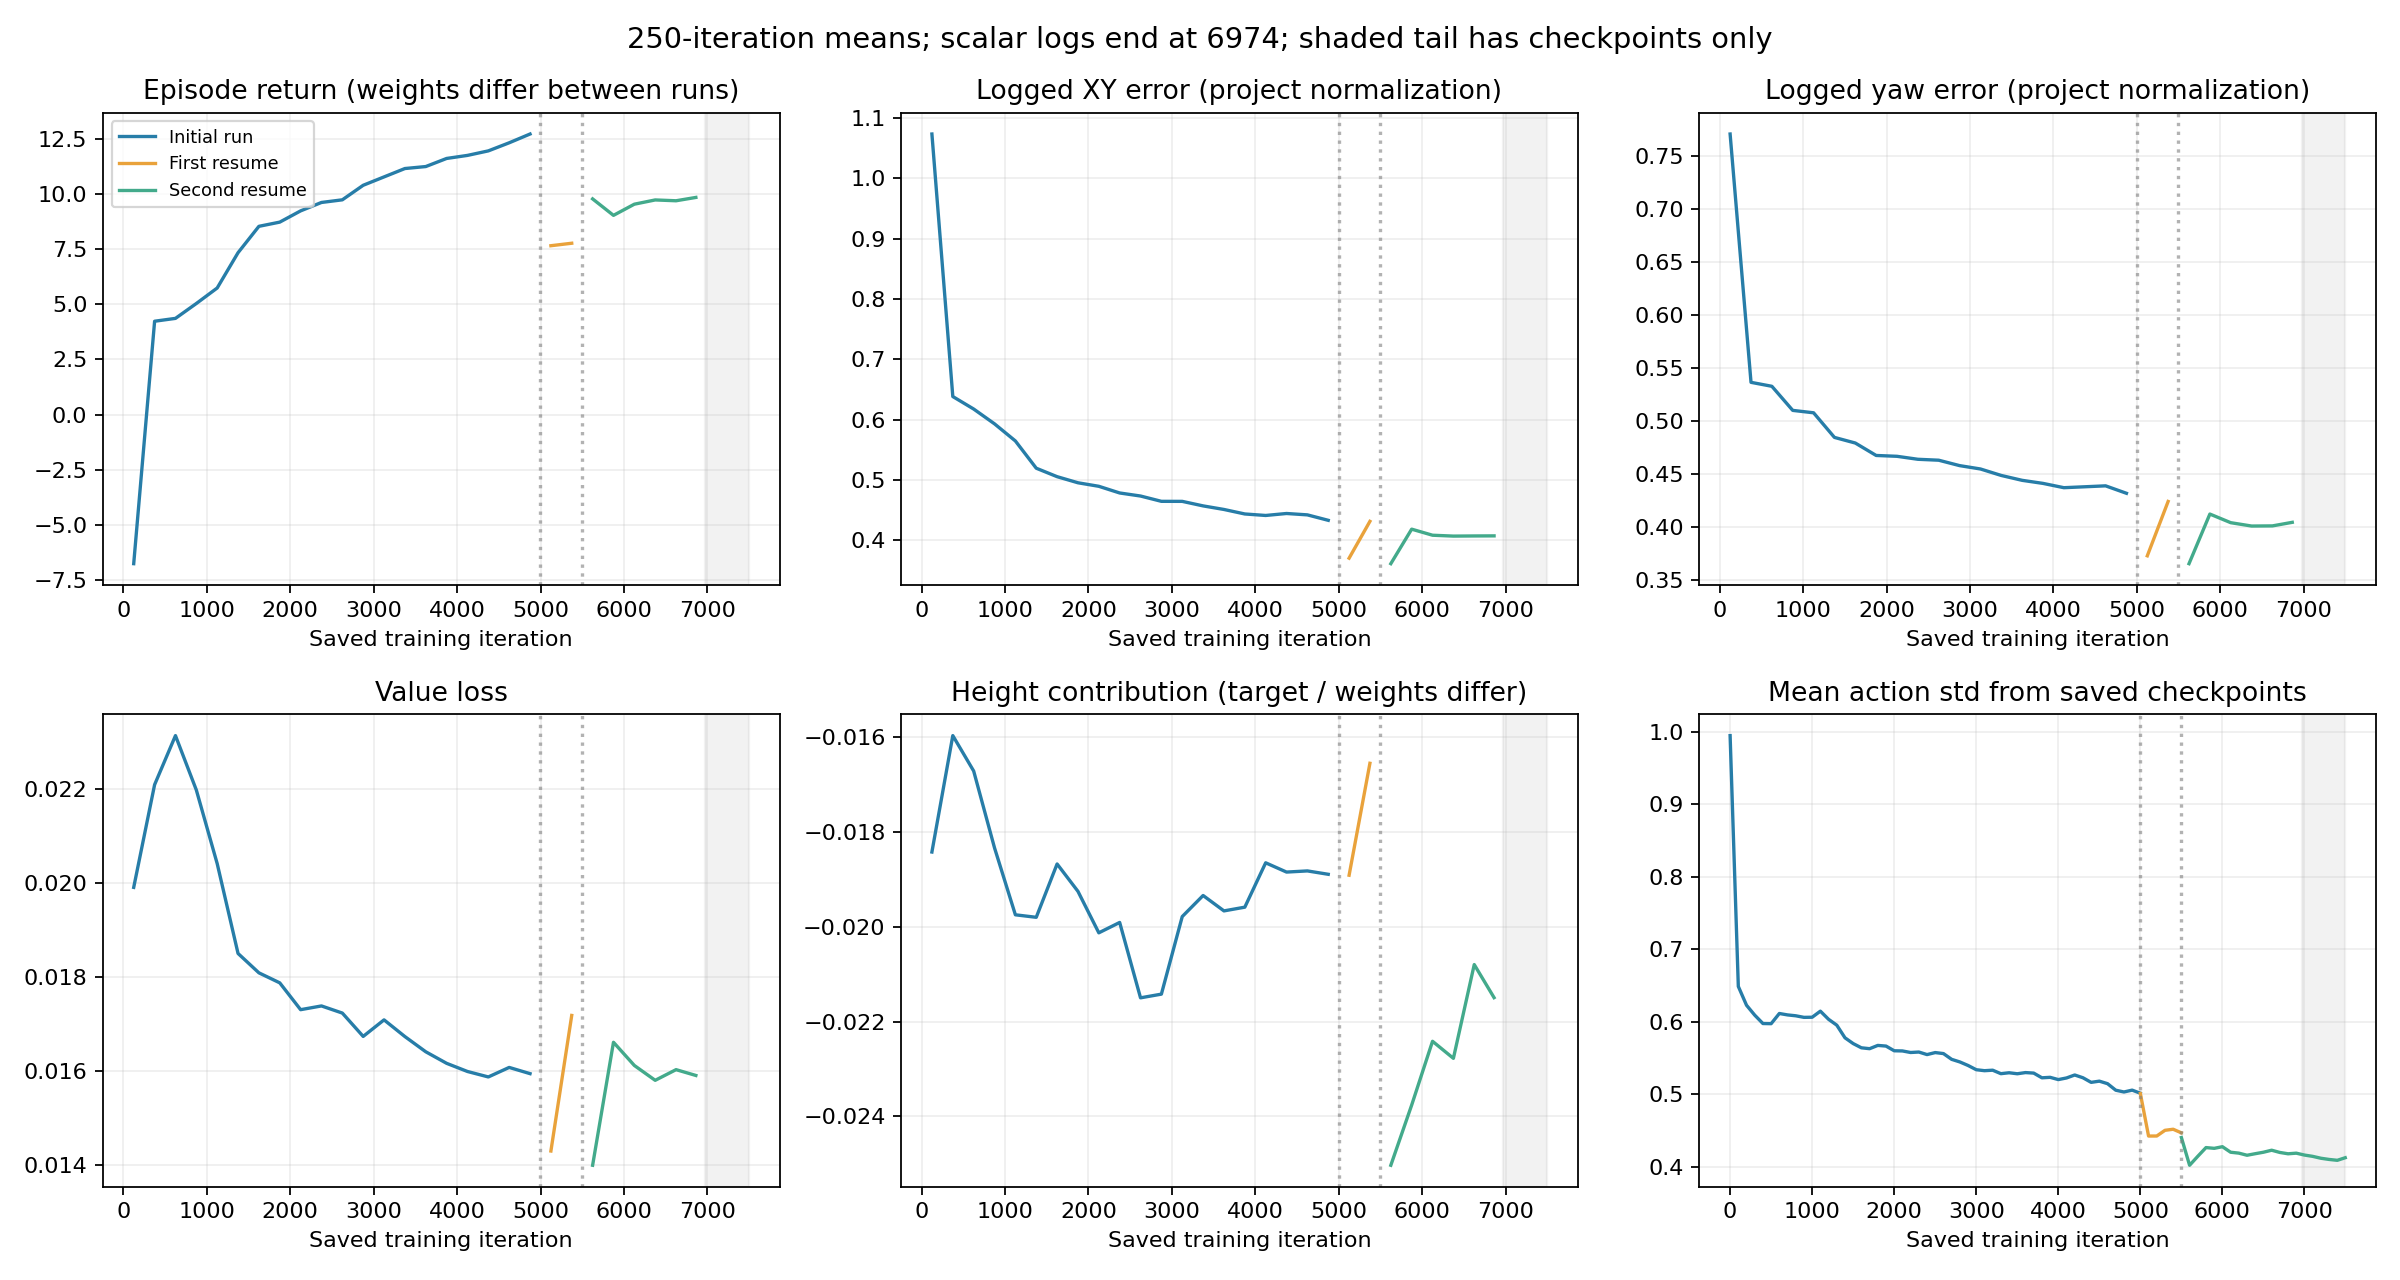 250-iteration means; scalar logs end at 6974; shaded tail has checkpoints only
Episode return (weights differ between runs)
12.5
10.0
7.5
5.0
2.5
0.0
−2.5
−5.0
−7.5
Initial run
First resume
Second resume
0 1000 2000 3000 4000 5000 6000 7000
Saved training iteration
Logged XY error (project normalization)
1.1
1.0
0.9
0.8
0.7
0.6
0.5
0.4
0 1000 2000 3000 4000 5000 6000 7000
Saved training iteration
Logged yaw error (project normalization)
0.75
0.70
0.65
0.60
0.55
0.50
0.45
0.40
0.35
0 1000 2000 3000 4000 5000 6000 7000
Saved training iteration
Value loss
0.022
0.020
0.018
0.016
0.014
0 1000 2000 3000 4000 5000 6000 7000
Saved training iteration
Height contribution (target / weights differ)
−0.016
−0.018
−0.020
−0.022
−0.024
0 1000 2000 3000 4000 5000 6000 7000
Saved training iteration
Mean action std from saved checkpoints
1.0
0.9
0.8
0.7
0.6
0.5
0.4
0 1000 2000 3000 4000 5000 6000 7000
Saved training iteration